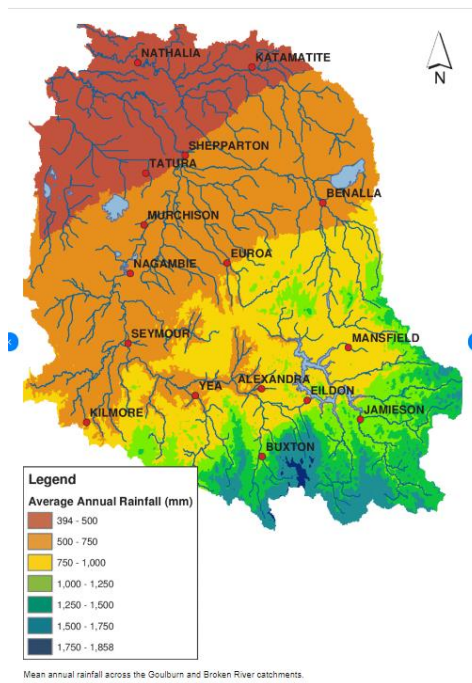 NATHALIA
KATAMATITE
N
SHEPPARTON
TATURA
BENALLA
MURCHISON
EUROA
NAGAMBIE
SEYMOUR
MANSFIELD
ALEXANDRA
YEA
EILDON
KILMORE
JAMIESON
BUXTON
Legend
Average Annual Rainfall (mm)
394 - 500
500 - 750
750 - 1,000
1,000 - 1,250
1,250 - 1,500
1,500 - 1,750
1,750 - 1,858
Mean annual rainfall across the Goulburn and Broken River catchments.